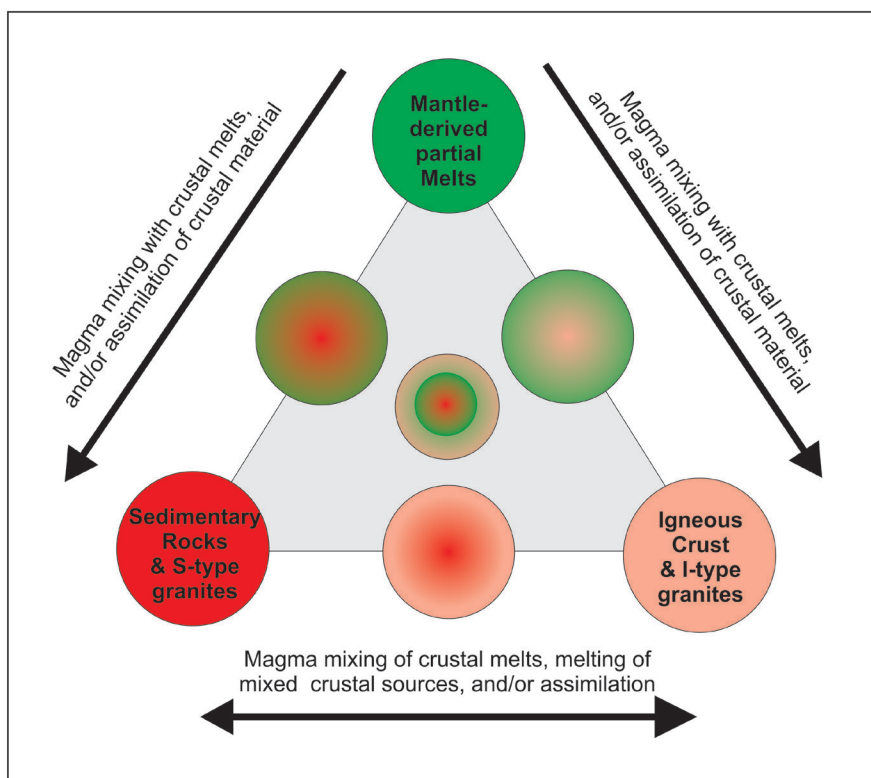 Mantle-
derived
partial
Melts
Magma mixing with crustal melts,
and/or assimilation of crustal material
Magma mixing with crustal melts,
and/or assimilation of crustal material
Sedimentary
Rocks
& S-type
granites
Igneous
Crust
& I-type
granites
Magma mixing of crustal melts, melting of
mixed crustal sources, and/or assimilation